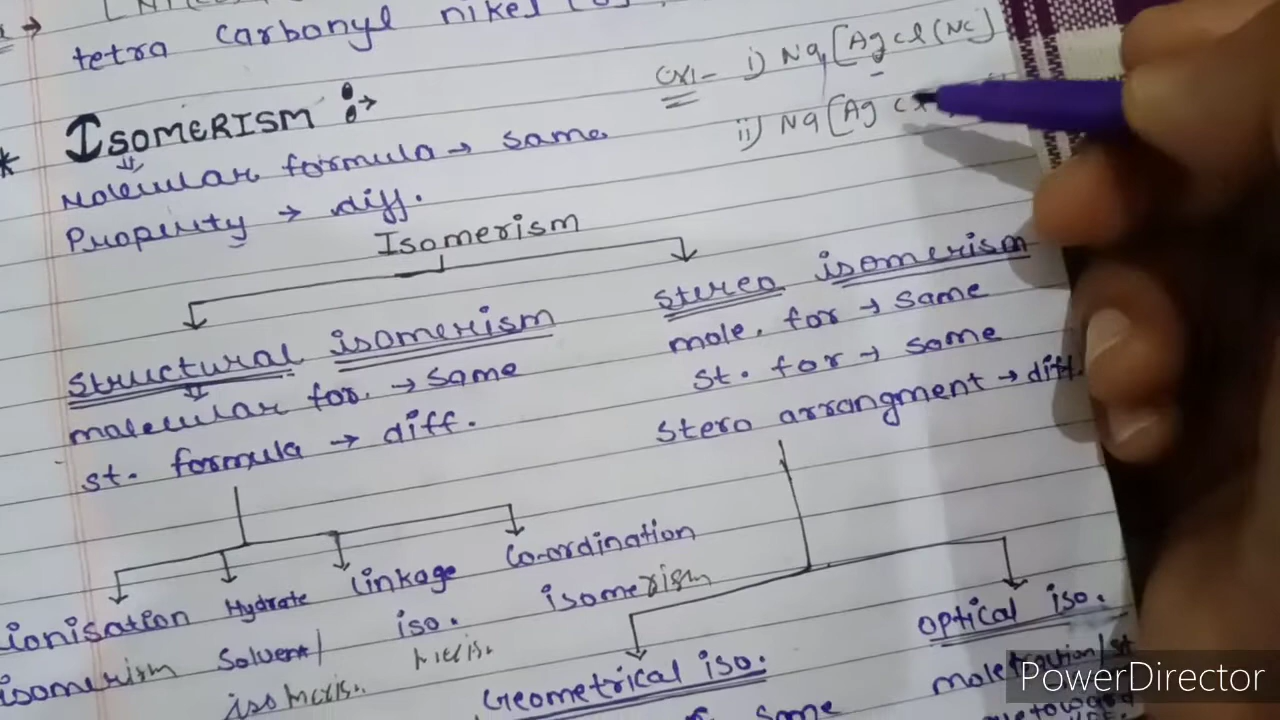 tetra carbonyl nikel
ex:- i) Na[Agcl(NC)]
ii) Na[Ag c
* ISOMERISM :→
Molecular formula → same
Property → diff.
Isomerism
Structural isomerism
molecular for. → same
st. formula → diff.
Stereo isomerism
mole. for → same
st. for → same
stero arrangment → diff.
ionisation
isomerism
Hydrate
Solvent/
Linkage
iso.
Co-ordination
isomerism
Geometrical iso.
same
optical iso.
PowerDirector